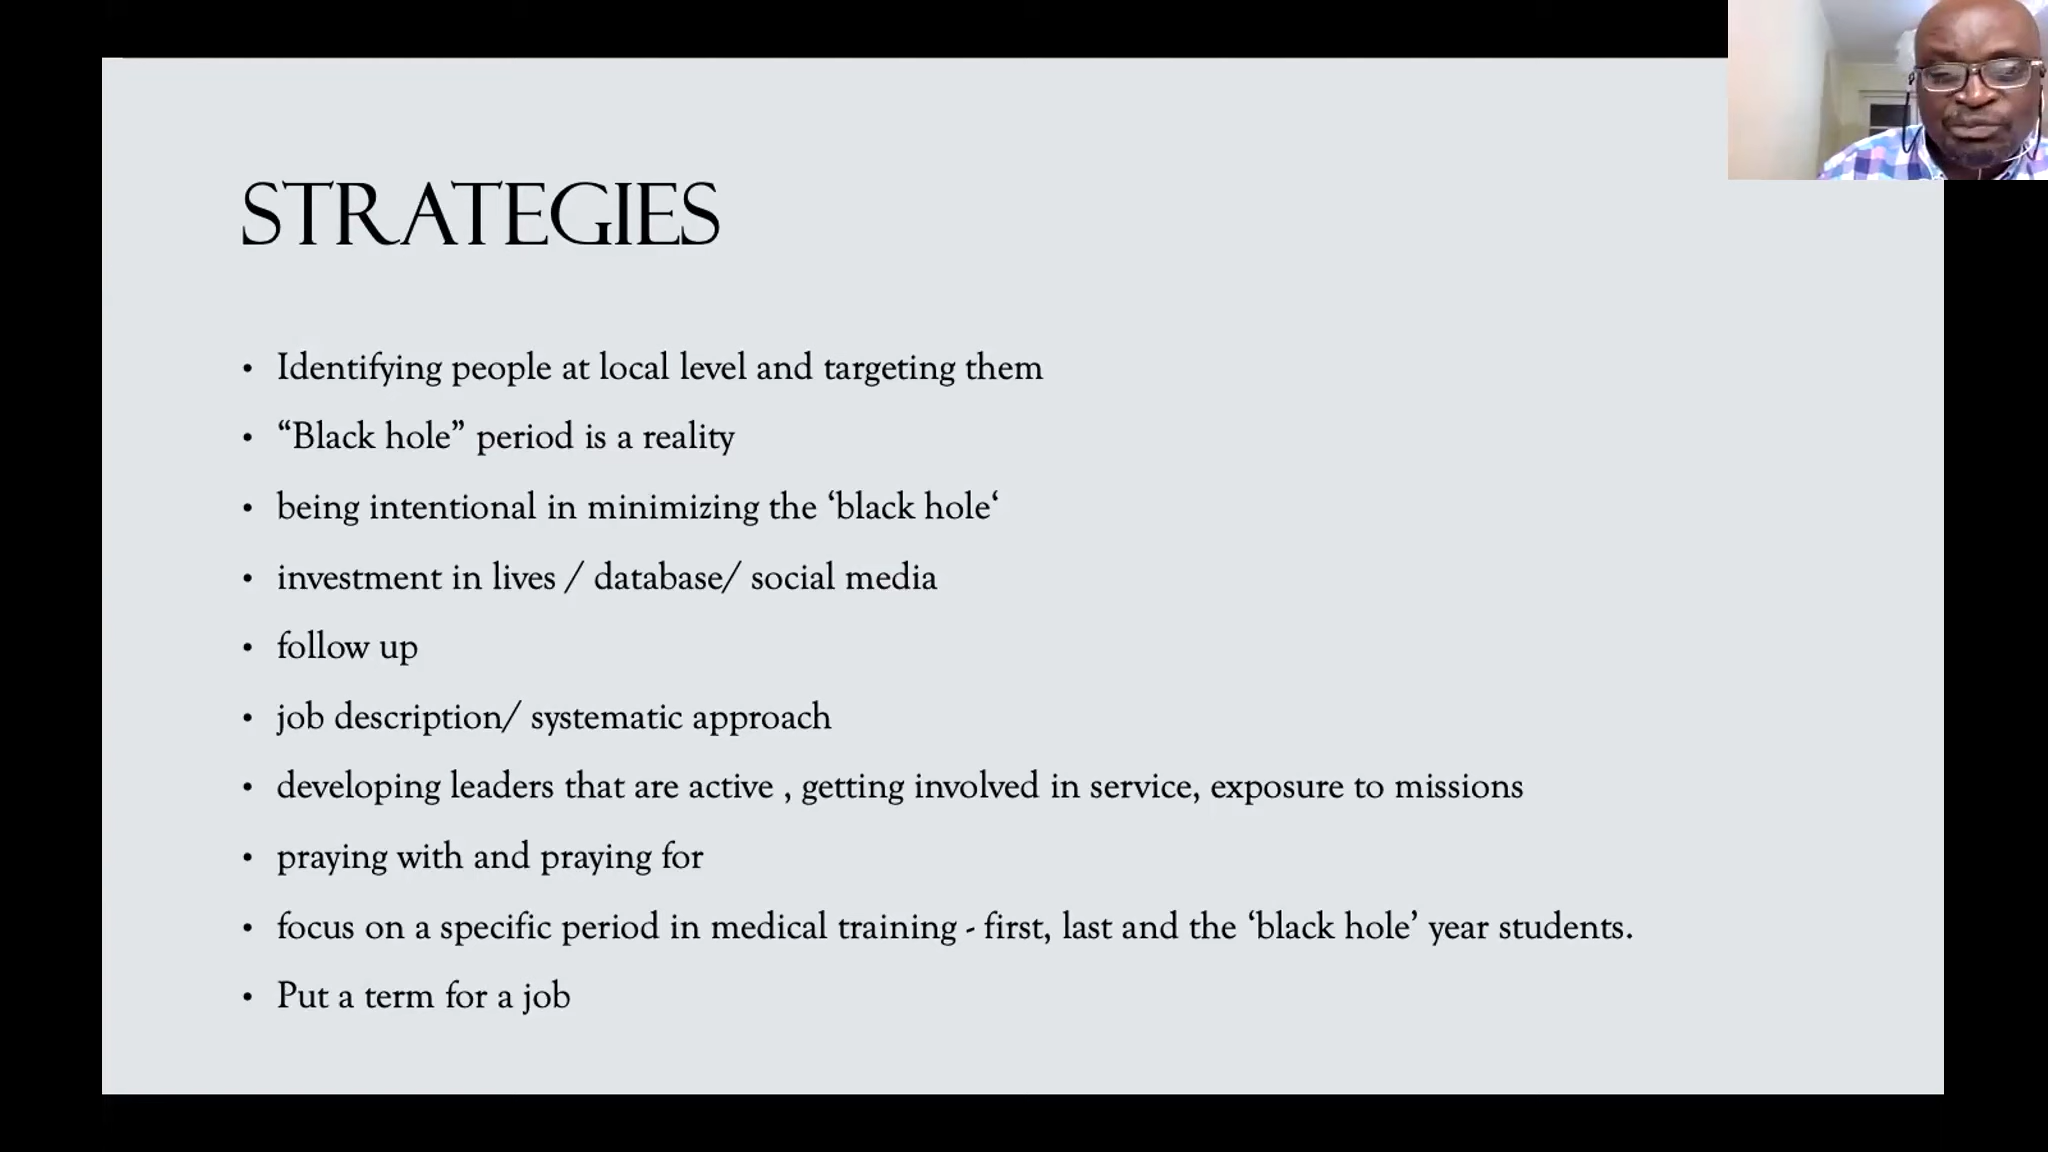 STRATEGIES
• Identifying people at local level and targeting them
• “Black hole” period is a reality
• being intentional in minimizing the ‘black hole‘
• investment in lives / database/ social media
• follow up
• job description/ systematic approach
• developing leaders that are active , getting involved in service, exposure to missions
• praying with and praying for
• focus on a specific period in medical training - first, last and the ‘black hole’ year students.
• Put a term for a job